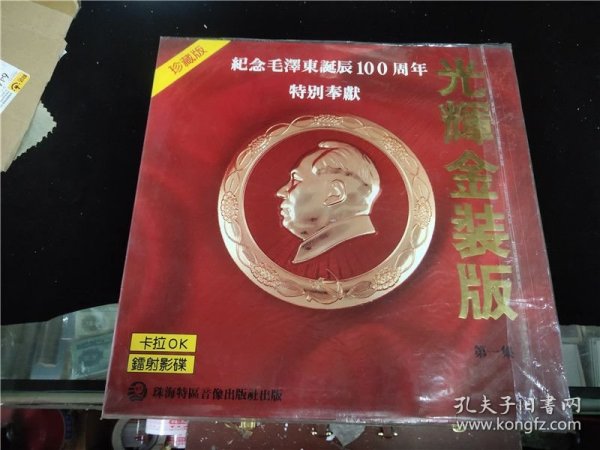 珍藏版
紀念毛澤東誕辰100周年
特別奉獻
光輝金裝版
第一集
卡拉OK
鐳射影碟
珠海特區音像出版社出版
孔夫子旧书网
www.kongfz.com